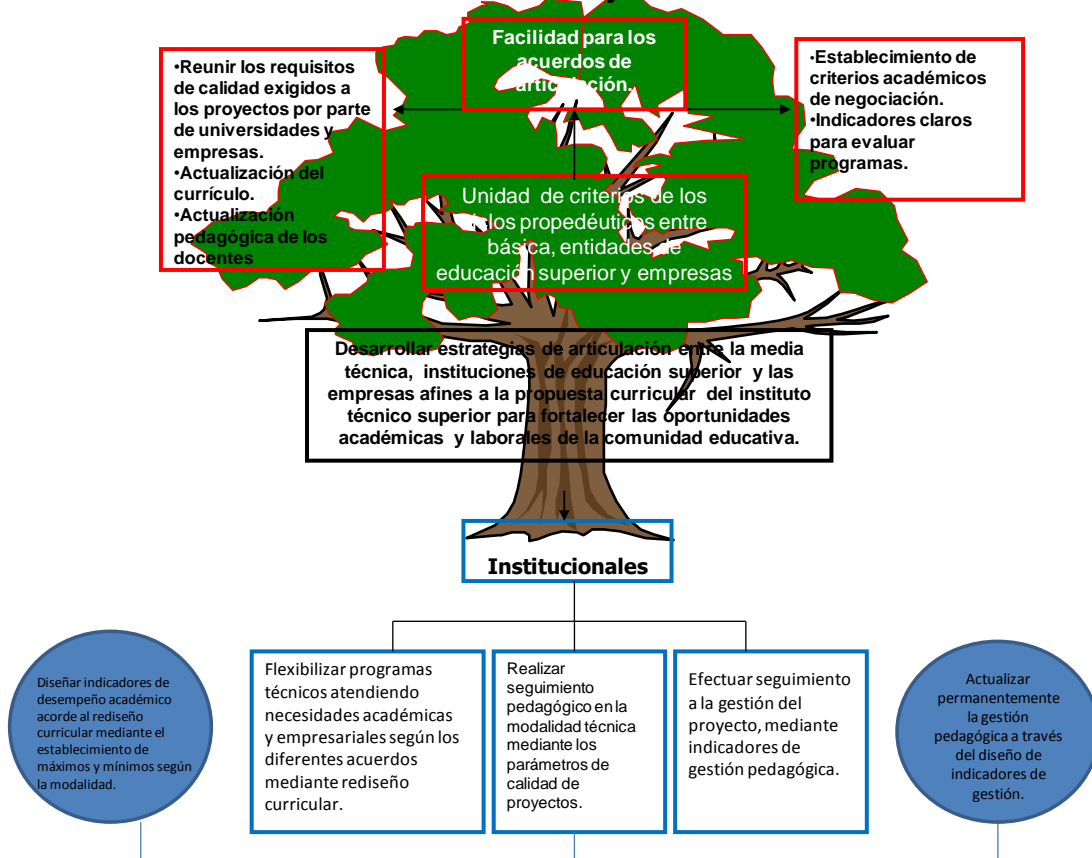 Facilidad para los
acuerdos de
articulación.
•Reunir los requisitos
de calidad exigidos a
los proyectos por parte
de universidades y
empresas.
•Actualización del
currículo.
•Actualización
pedagógica de los
docentes
•Establecimiento de
criterios académicos
de negociación.
•Indicadores claros
para evaluar
programas.
Unidad de criterios de los
ciclos propedéuticos entre
básica, entidades de
educación superior y empresas
Desarrollar estrategias de articulación entre la media
técnica, instituciones de educación superior y las
empresas afines a la propuesta curricular del instituto
técnico superior para fortalecer las oportunidades
académicas y laborales de la comunidad educativa.
Institucionales
Diseñar indicadores de
desempeño académico
acorde al rediseño
curricular mediante el
establecimiento de
máximos y mínimos según
la modalidad.
Flexibilizar programas
técnicos atendiendo
necesidades académicas
y empresariales según los
diferentes acuerdos
mediante rediseño
curricular.
Realizar
seguimiento
pedagógico en la
modalidad técnica
mediante los
parámetros de
calidad de
proyectos.
Efectuar seguimiento
a la gestión del
proyecto, mediante
indicadores de
gestión pedagógica.
Actualizar
permanentemente
la gestión
pedagógica a través
del diseño de
indicadores de
gestión.